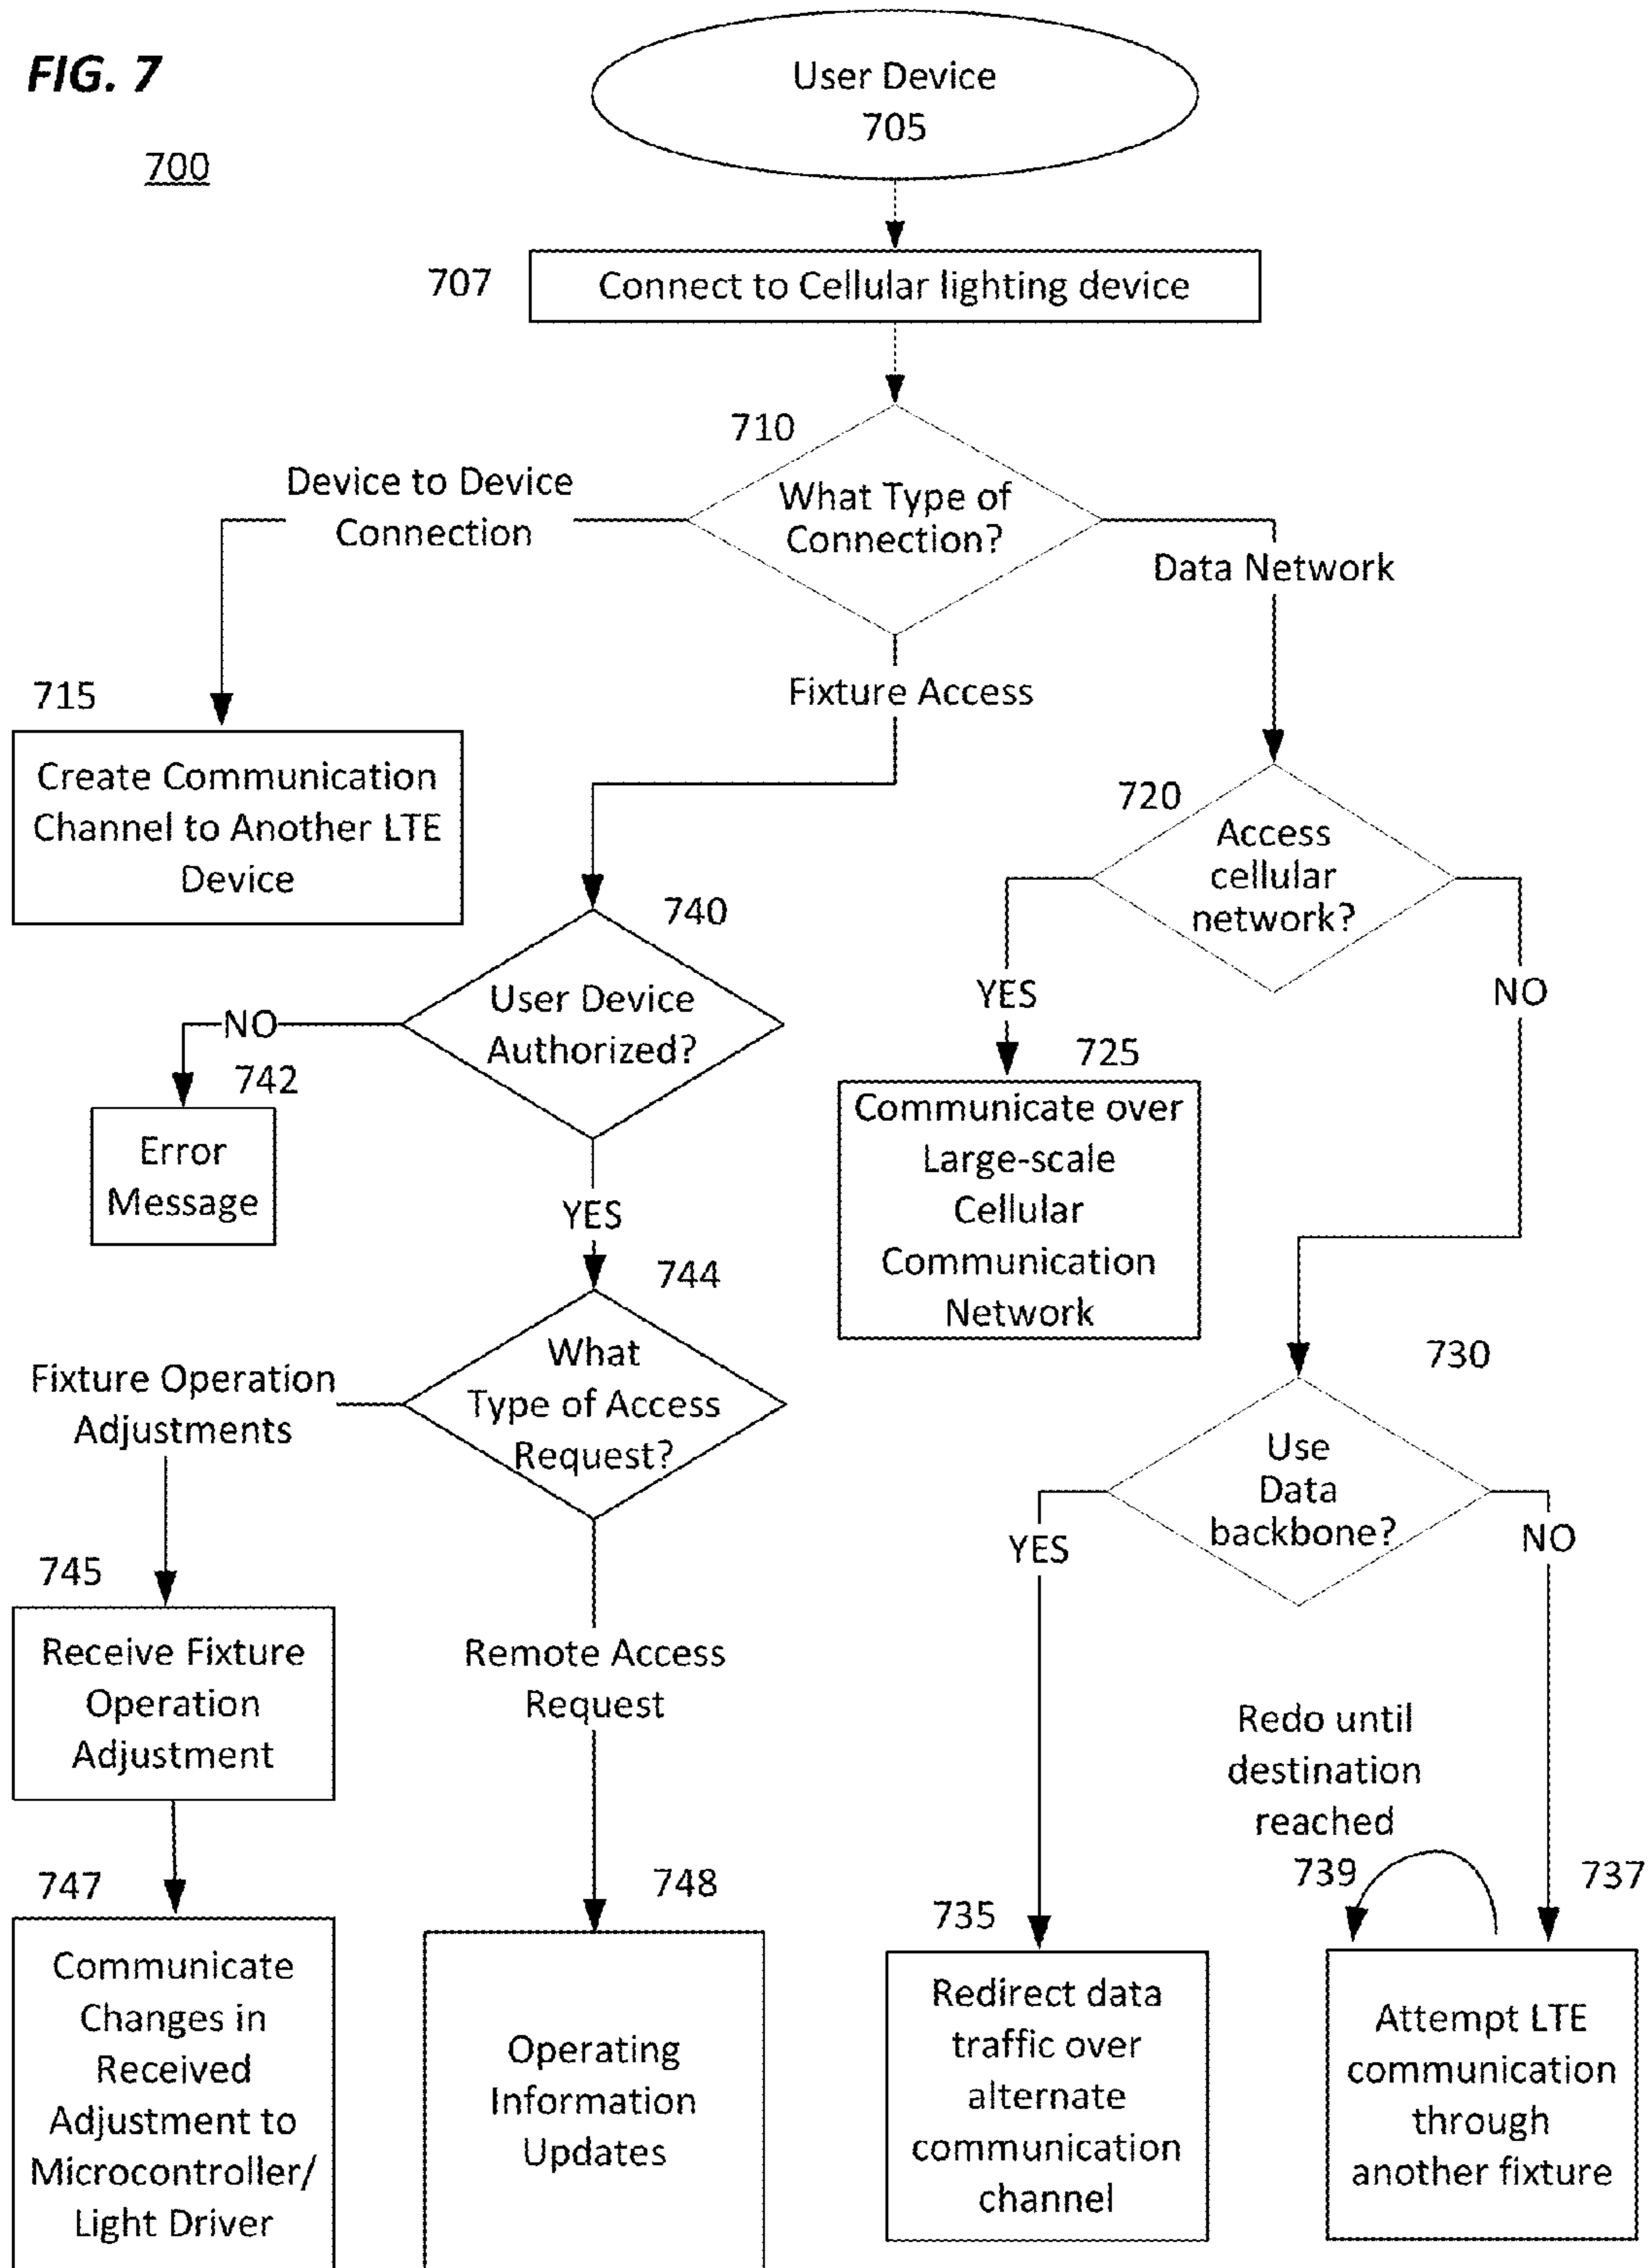 FIG. 7
700
User Device
705
707
Connect to Cellular lighting device
710
What Type of
Connection?
Device to Device
Connection
Data Network
Fixture Access
715
Create Communication
Channel to Another LTE
Device
720
Access
cellular
network?
740
User Device
Authorized?
NO
742
Error
Message
YES
NO
725
Communicate over
Large-scale
Cellular
Communication
Network
YES
744
What
Type of Access
Request?
Fixture Operation
Adjustments
730
Use
Data
backbone?
YES
NO
745
Receive Fixture
Operation
Adjustment
Remote Access
Request
Redo until
destination
reached
739
737
747
Communicate
Changes in
Received
Adjustment to
Microcontroller/
Light Driver
748
Operating
Information
Updates
735
Redirect data
traffic over
alternate
communication
channel
Attempt LTE
communication
through
another fixture